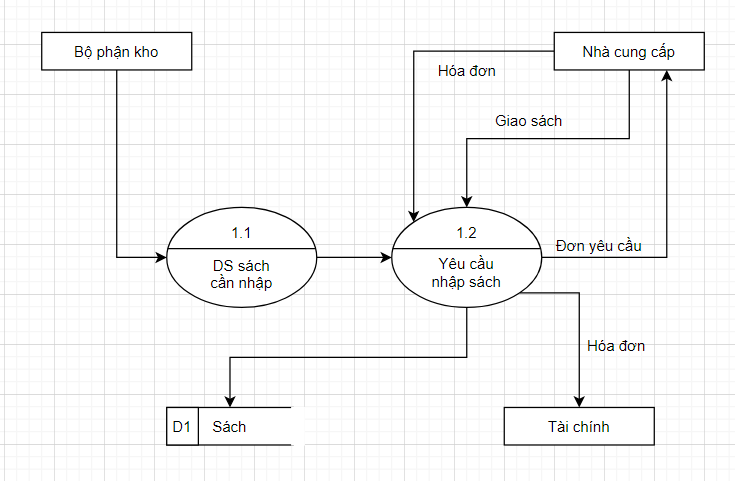 Bộ phận kho
Nhà cung cấp
Hóa đơn
Giao sách
1.1
DS sách
cần nhập
1.2
Yêu cầu
nhập sách
Đơn yêu cầu
Hóa đơn
D1
Sách
Tài chính